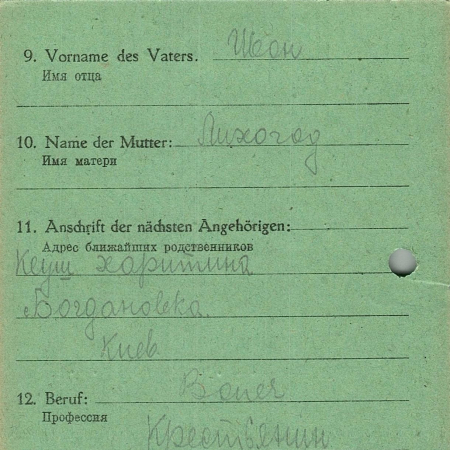 9. Vorname des Vaters. Иван
Имя отца
10. Name der Mutter: Лихогод
Имя матери
11. Anschrift der nächsten Angehörigen:
Адрес ближайших родственников
Кеуш харитина
Богдановка
Киев
12. Beruf: Bauer
Профессия
Крестьянин